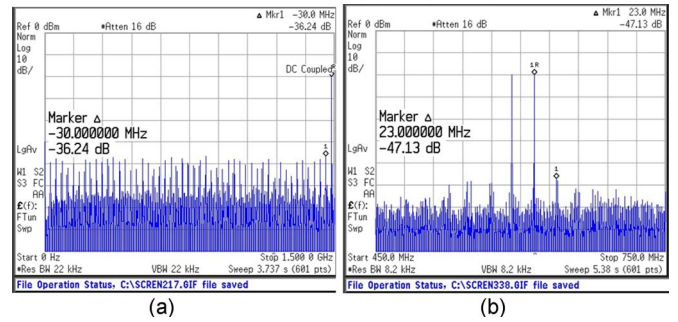 Δ Mkr1 -30.0 MHz
Ref 0 dBm *Atten 16 dB -36.24 dB
Norm
Log
10
dB/
DC Coupled
R
Marker Δ
-30.000000 MHz
-36.24 dB
1
LgAv
W1 S2
S3 FC
AA
£(f):
FTun
Swp
Start 0 Hz Stop 1.500 0 GHz
*Res BW 22 kHz VBW 22 kHz Sweep 3.737 s (601 pts)
File Operation Status, C:\SCREN217.GIF file saved
(a)
Δ Mkr1 23.0 MHz
Ref 0 dBm *Atten 16 dB -47.13 dB
Norm
Log
10
dB/
1R
Marker Δ
23.000000 MHz
-47.13 dB
1
LgAv
W1 S2
S3 FC
AA
£(f):
FTun
Swp
Start 450.0 MHz Stop 750.0 MHz
*Res BW 8.2 kHz VBW 8.2 kHz Sweep 5.38 s (601 pts)
File Operation Status, C:\SCREN338.GIF file saved
(b)